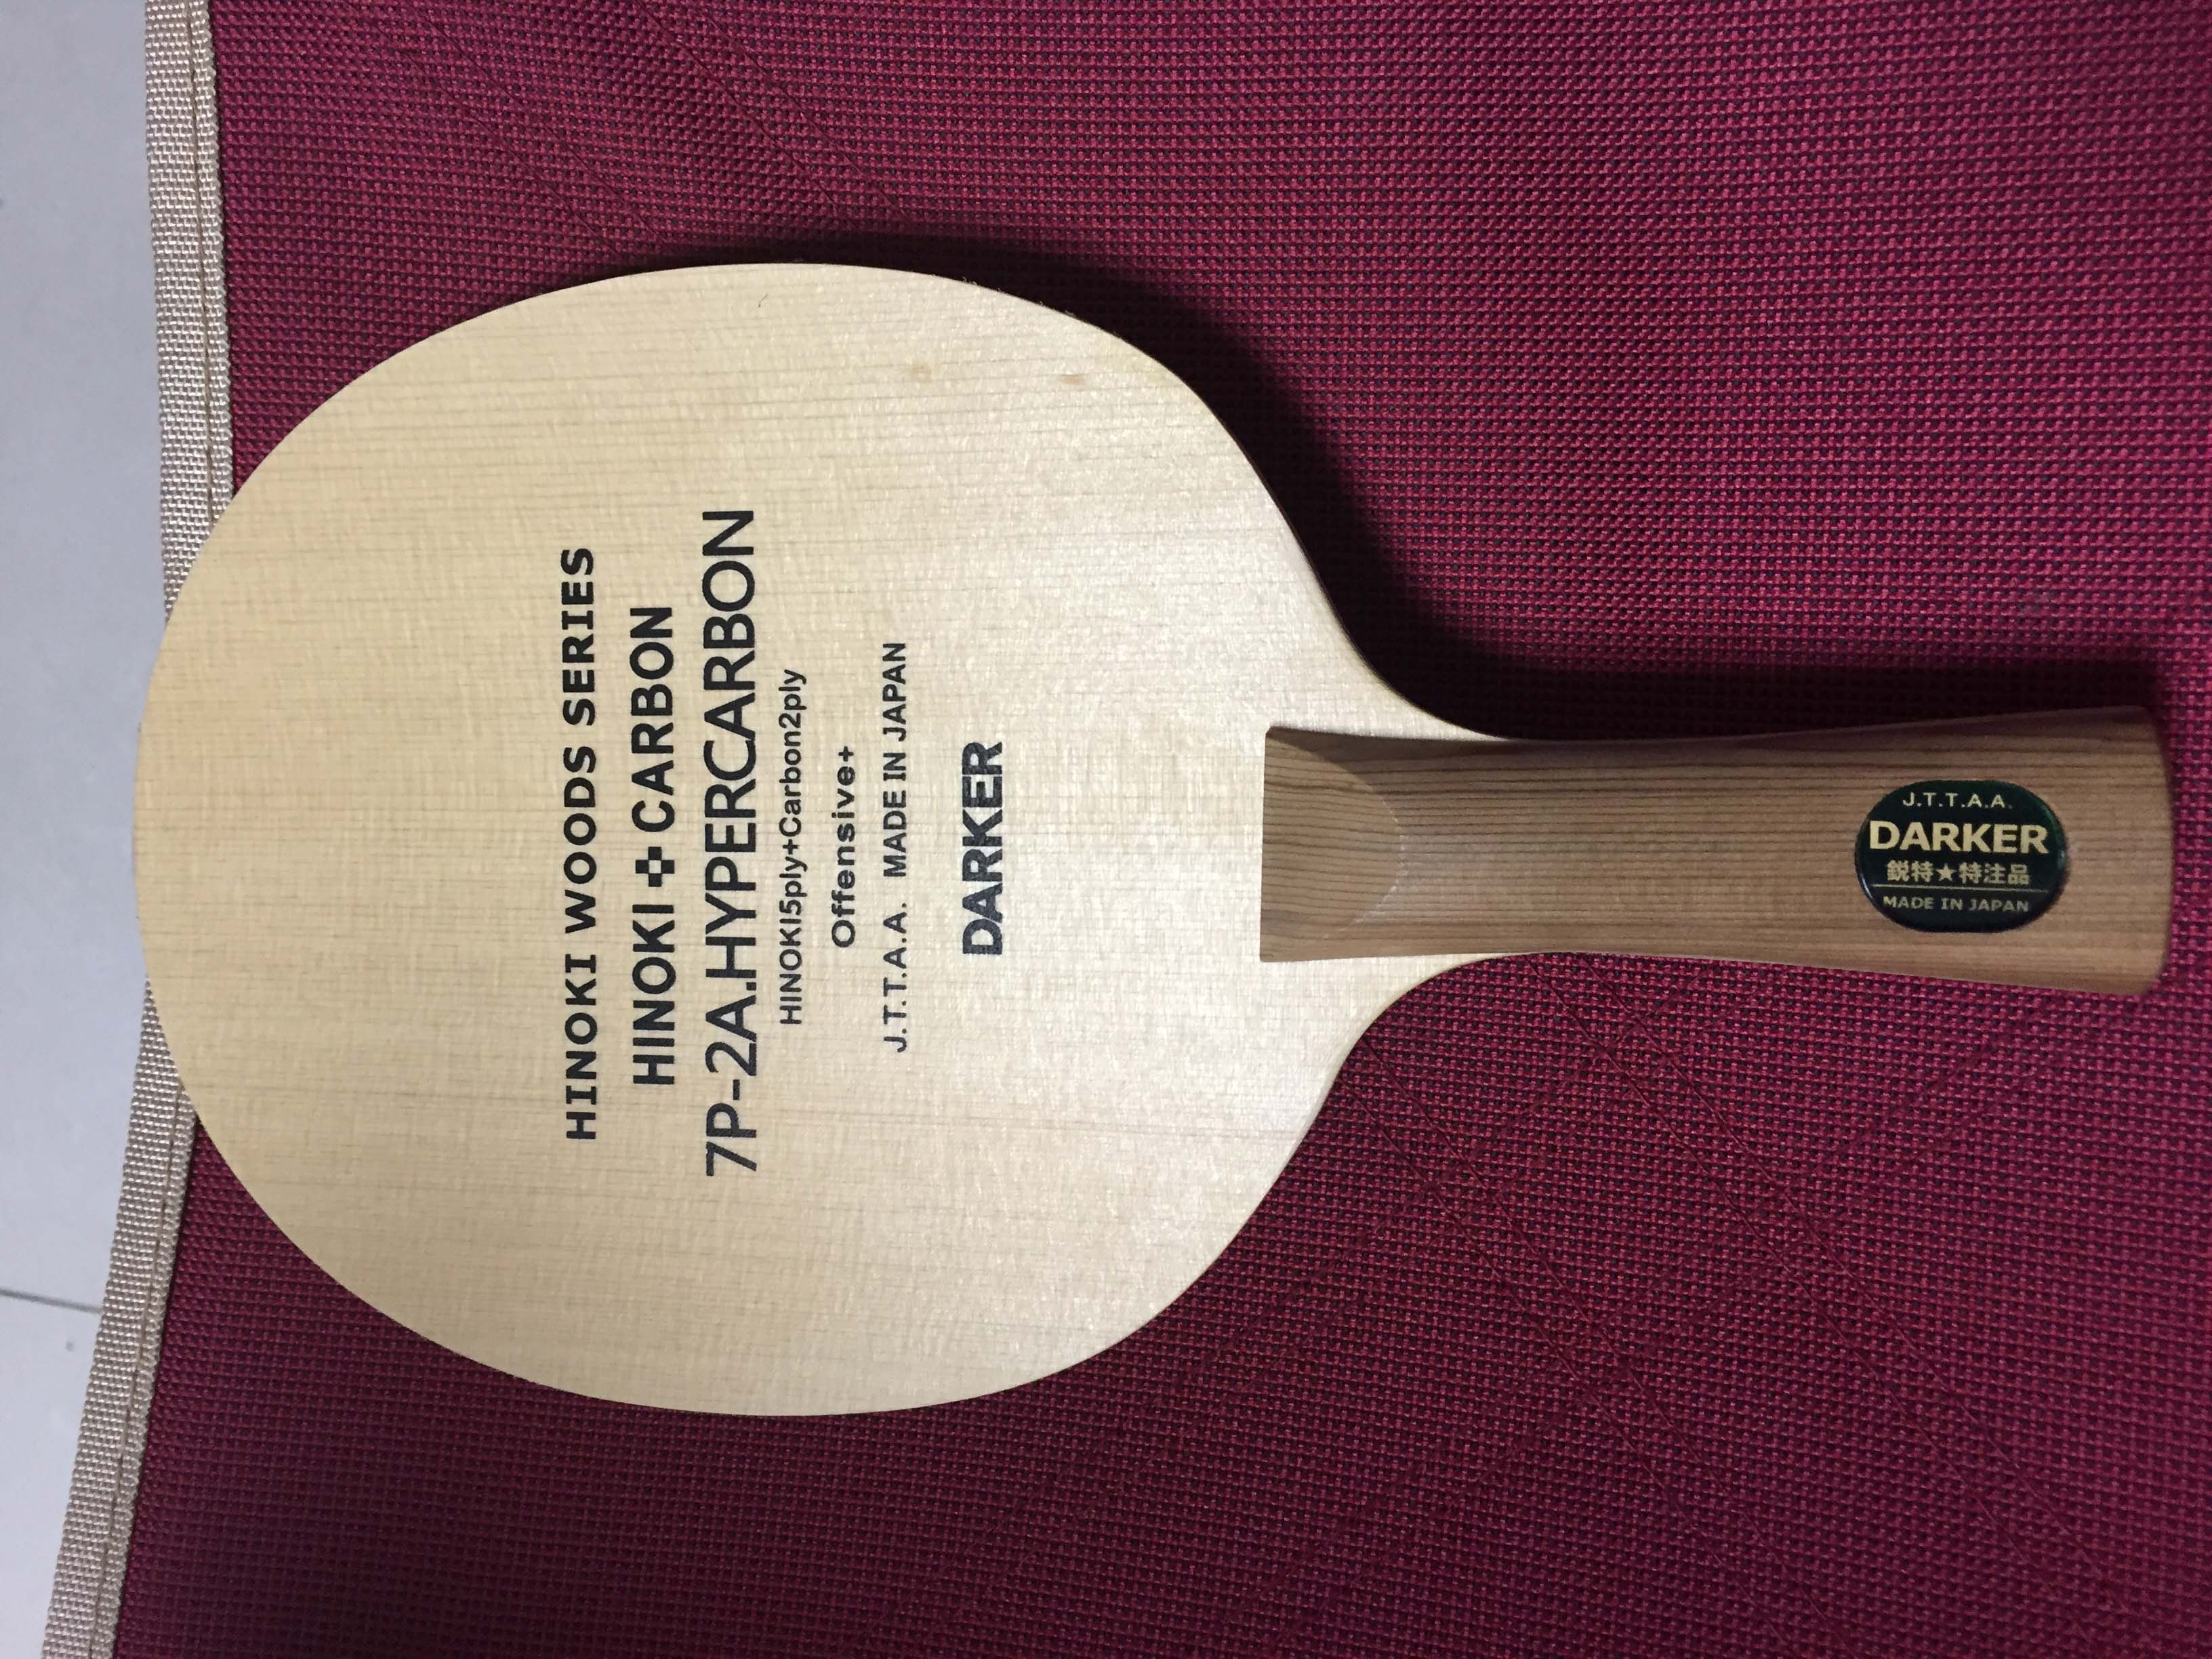 HINOKI WOODS SERIES
HINOKI CARBON
7P-2A.HYPERCARBON
HINOKI5ply+Carbon2ply
Offensive+
J.T.T.A.A. MADE IN JAPAN
DARKER
J.T.T.A.A.
DARKER
鋭特★特注品
MADE IN JAPAN